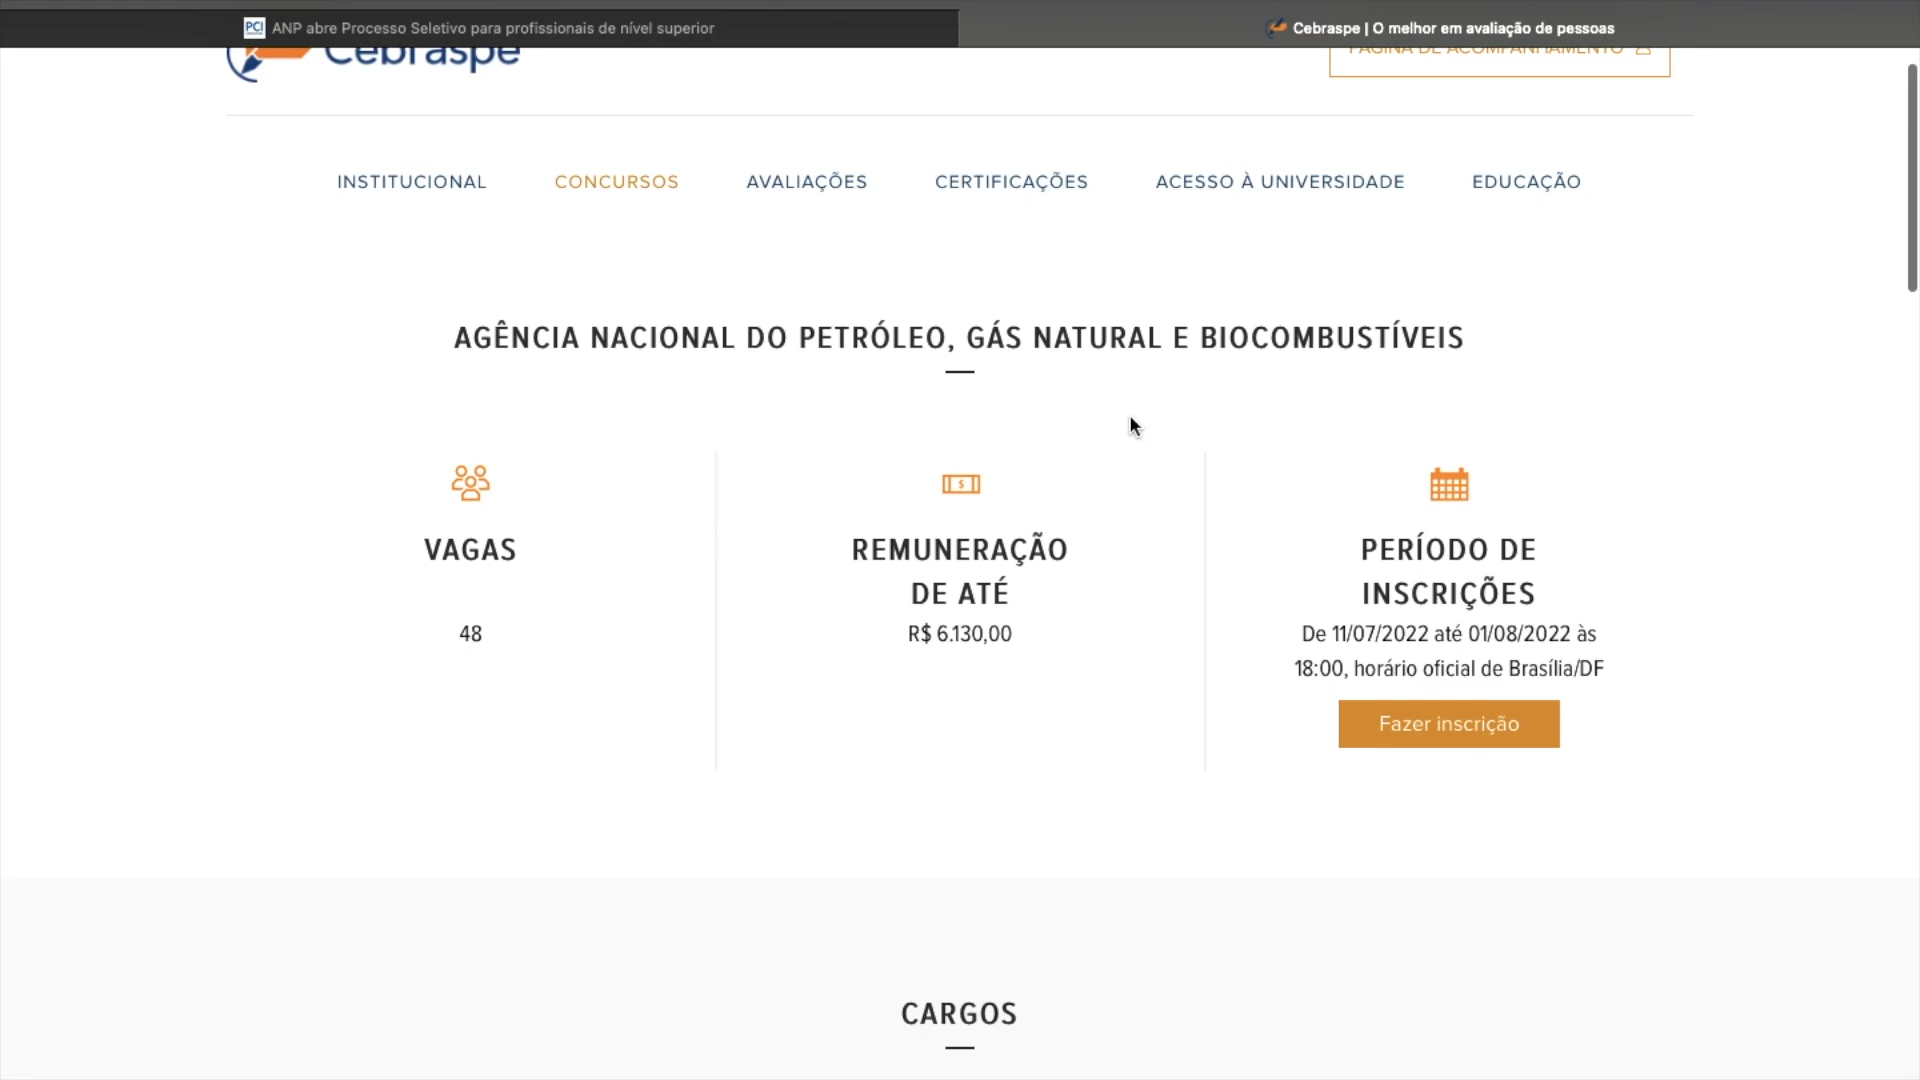 PCI ANP abre Processo Seletivo para profissionais de nível superior
Cebraspe | O melhor em avaliação de pessoas
Cebraspe
PÁGINA DE ACOMPANHAMENTO
INSTITUCIONAL CONCURSOS AVALIAÇÕES CERTIFICAÇÕES ACESSO À UNIVERSIDADE EDUCAÇÃO
AGÊNCIA NACIONAL DO PETRÓLEO, GÁS NATURAL E BIOCOMBUSTÍVEIS
VAGAS
48
REMUNERAÇÃO
DE ATÉ
R$ 6.130,00
PERÍODO DE
INSCRIÇÕES
De 11/07/2022 até 01/08/2022 às
18:00, horário oficial de Brasília/DF
Fazer inscrição
CARGOS